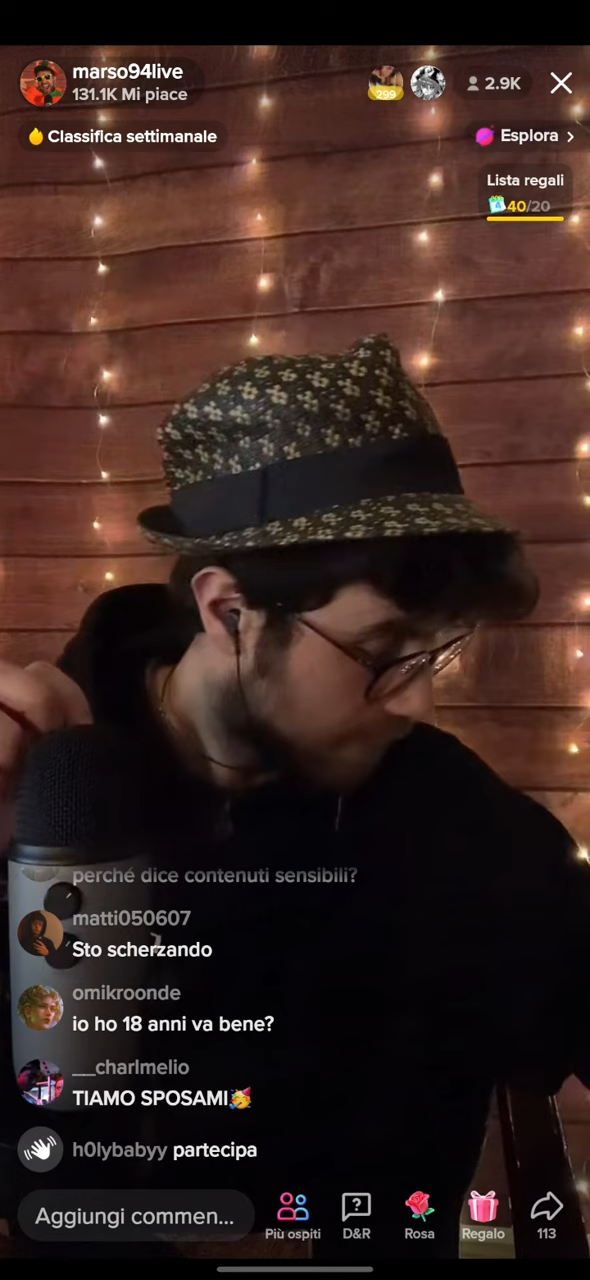 marso94live
131.1K Mi piace
299
2.9K
Classifica settimanale
Esplora
Lista regali
40/20
perché dice contenuti sensibili?
matti050607
Sto scherzando
omikroonde
io ho 18 anni va bene?
__charlmelio
TIAMO SPOSAMI🥳
h0lybabyy partecipa
Aggiungi commen...
Più ospiti
D&R
Rosa
Regalo
113